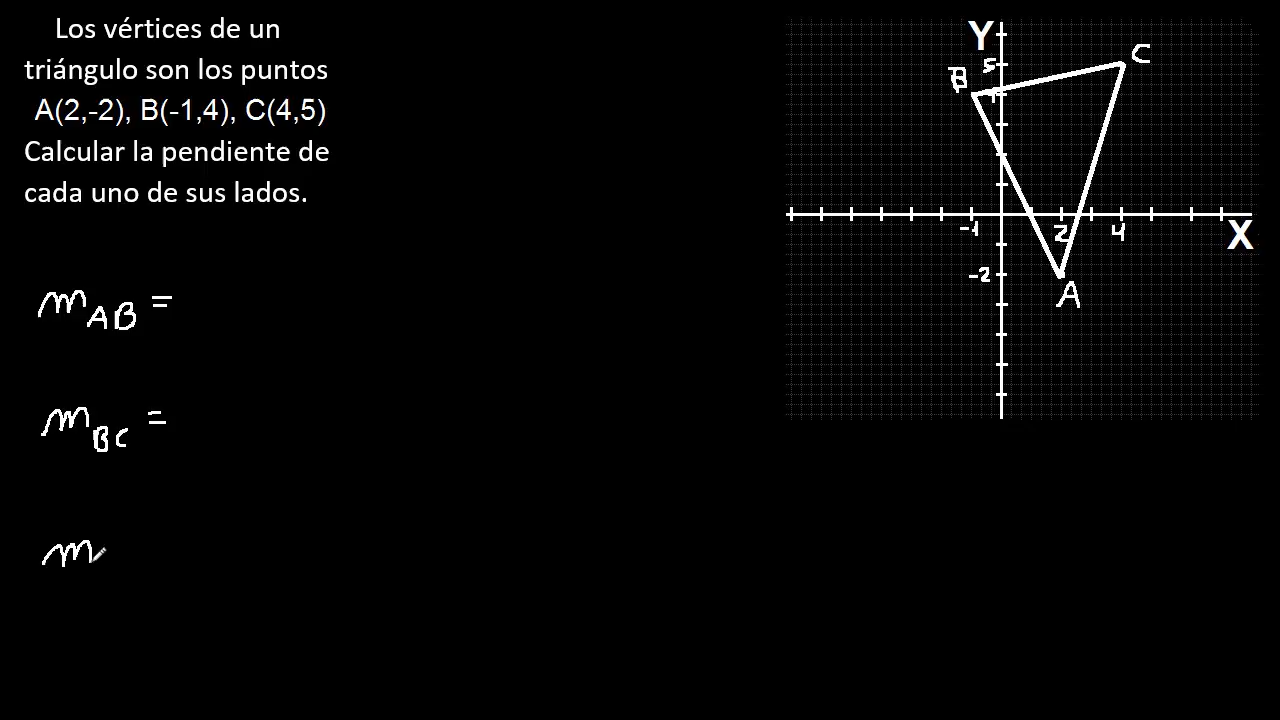 Los vértices de un
triángulo son los puntos
A(2,-2), B(-1,4), C(4,5)
Calcular la pendiente de
cada uno de sus lados.
m_AB =
m_BC =
m
Y
5
4
B
C
-1
2
4
X
-2
A